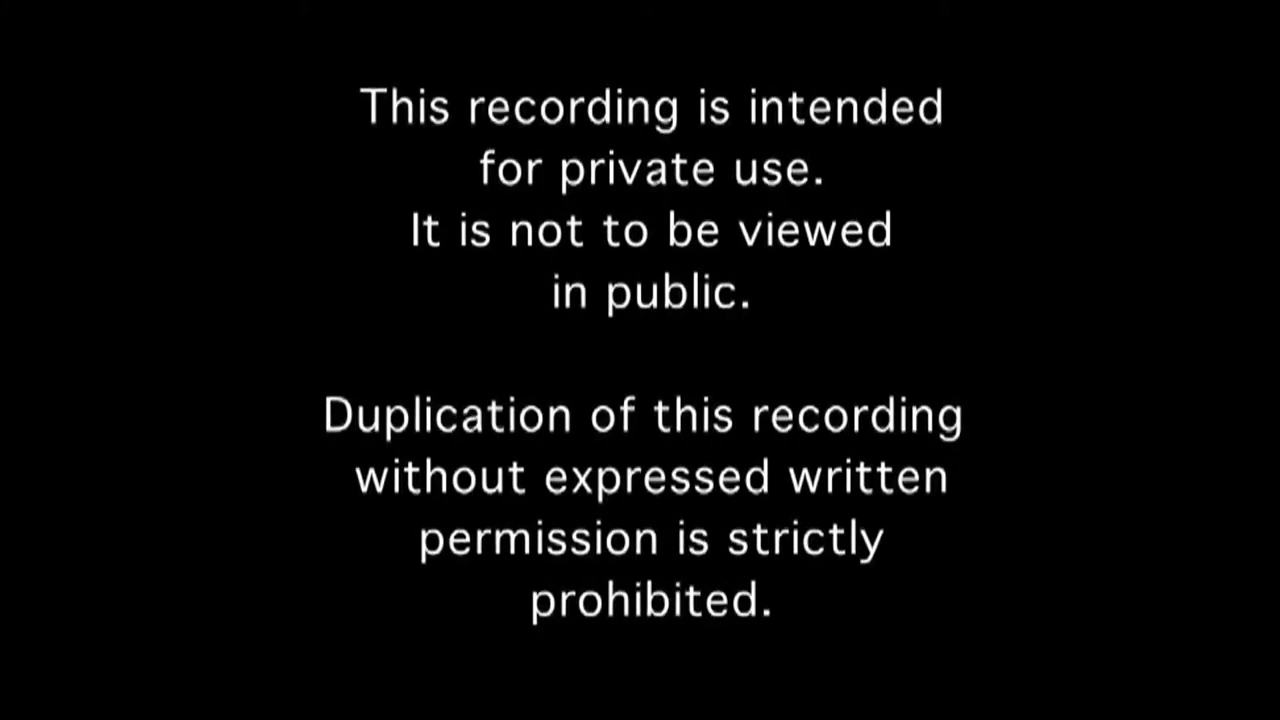 This recording is intended
for private use.
It is not to be viewed
in public.
Duplication of this recording
without expressed written
permission is strictly
prohibited.